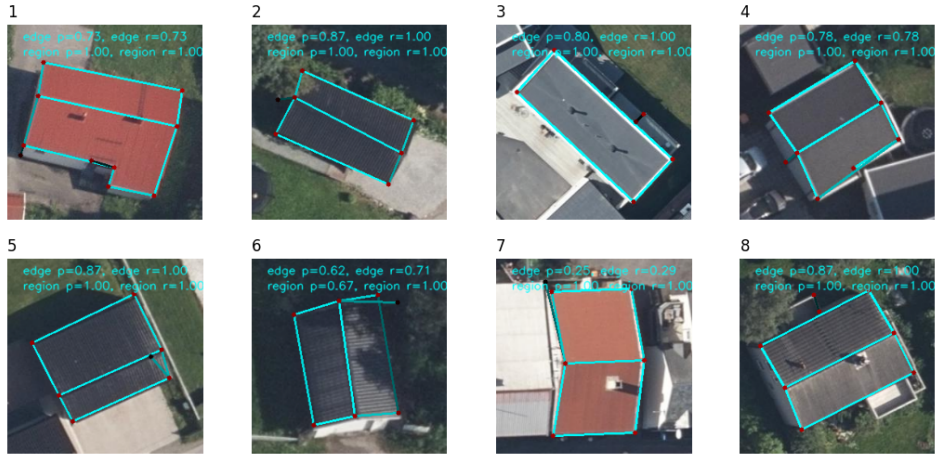 1
2
3
4
edge p=0.73, edge r=0.73
region p=1.00, region r=1.00
edge p=0.87, edge r=1.00
region p=1.00, region r=1.00
edge p=0.80, edge r=1.00
region p=1.00, region r=1.00
edge p=0.78, edge r=0.78
region p=1.00, region r=1.00
5
6
7
8
edge p=0.87, edge r=1.00
region p=1.00, region r=1.00
edge p=0.62, edge r=0.71
region p=0.67, region r=1.00
edge p=0.25, edge r=0.29
region p=1.00, region r=1.00
edge p=0.87, edge r=1.00
region p=1.00, region r=1.00